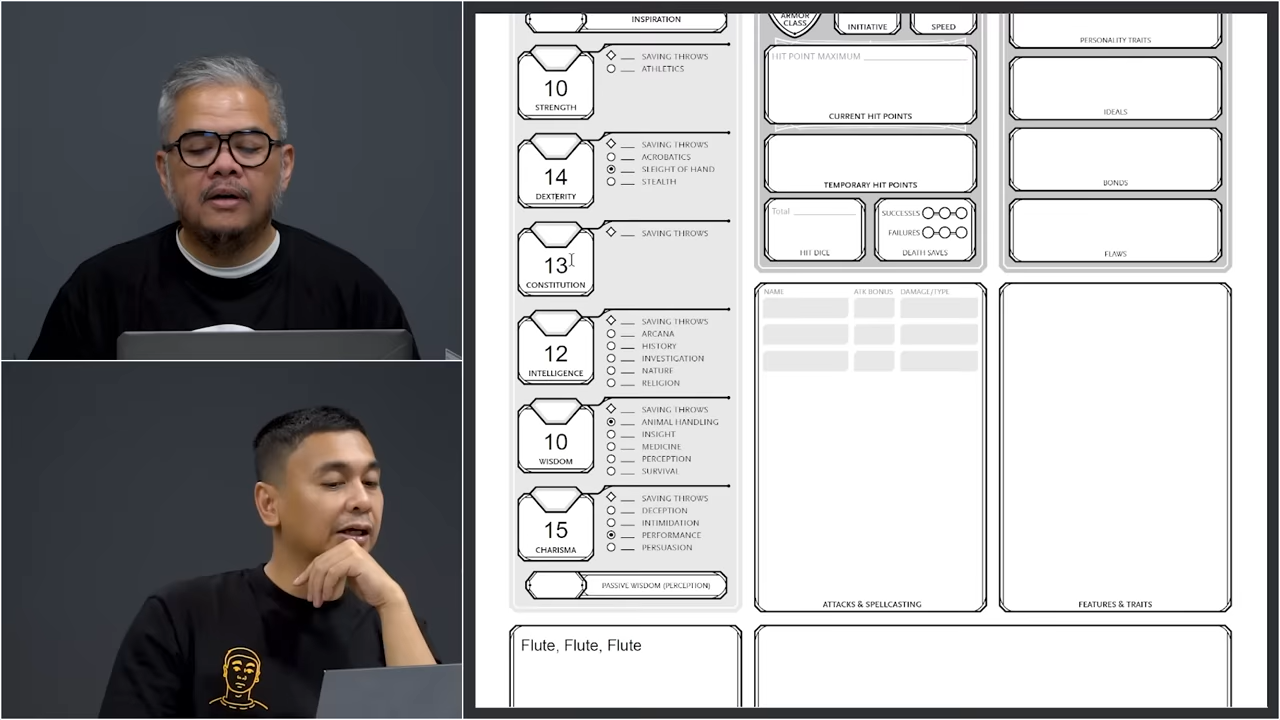 INSPIRATION
10
STRENGTH
SAVING THROWS
ATHLETICS
14
DEXTERITY
SAVING THROWS
ACROBATICS
SLEIGHT OF HAND
STEALTH
13
CONSTITUTION
SAVING THROWS
12
INTELLIGENCE
SAVING THROWS
ARCANA
HISTORY
INVESTIGATION
NATURE
RELIGION
10
WISDOM
SAVING THROWS
ANIMAL HANDLING
INSIGHT
MEDICINE
PERCEPTION
SURVIVAL
15
CHARISMA
SAVING THROWS
DECEPTION
INTIMIDATION
PERFORMANCE
PERSUASION
PASSIVE WISDOM (PERCEPTION)
Flute, Flute, Flute
ARMOR
CLASS
INITIATIVE
SPEED
HIT POINT MAXIMUM
CURRENT HIT POINTS
TEMPORARY HIT POINTS
Total
HIT DICE
SUCCESSES
FAILURES
DEATH SAVES
NAME ATK BONUS DAMAGE/TYPE
ATTACKS & SPELLCASTING
PERSONALITY TRAITS
IDEALS
BONDS
FLAWS
FEATURES & TRAITS